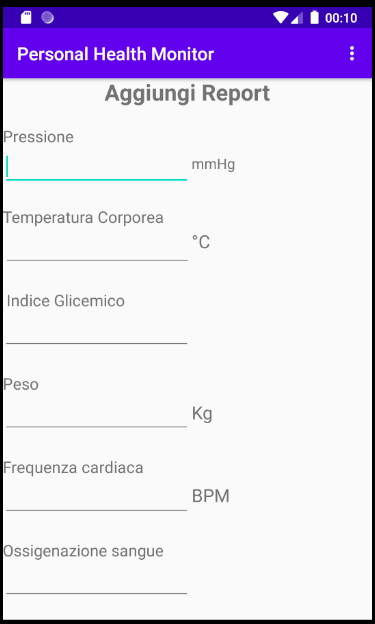 00:10
Personal Health Monitor
Aggiungi Report
Pressione
mmHg
Temperatura Corporea
°C
Indice Glicemico
Peso
Kg
Frequenza cardiaca
BPM
Ossigenazione sangue